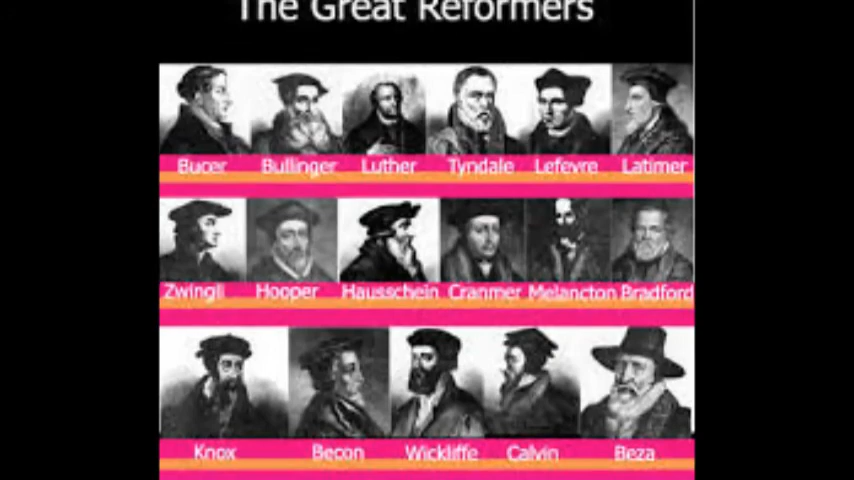 The Great Reformers
Bucer Bullinger Luther Tyndale Lefevre Latimer
Zwingli Hooper Hausschein Cranmer Melancton Bradford
Knox Becon Wickliffe Calvin Beza